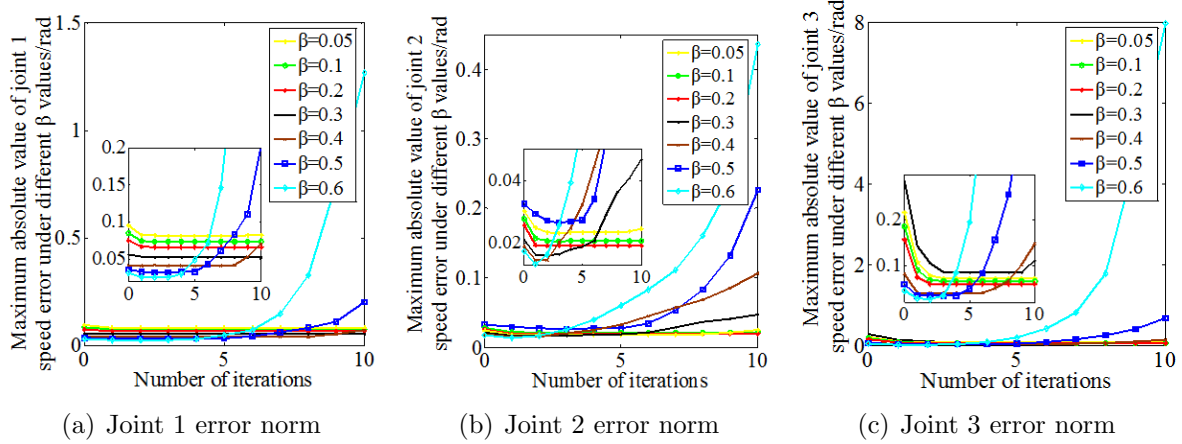 Maximum absolute value of joint 1
speed error under different β values/rad
1.5
1
0.5
0
0
5
10
Number of iterations
β=0.05
β=0.1
β=0.2
β=0.3
β=0.4
β=0.5
β=0.6
0.2
0.15
0.1
0.05
0
5
10
(a) Joint 1 error norm
Maximum absolute value of joint 2
speed error under different β values/rad
0.4
0.3
0.2
0.1
0
0
5
10
Number of iterations
β=0.05
β=0.1
β=0.2
β=0.3
β=0.4
β=0.5
β=0.6
0.04
0.02
0
5
10
(b) Joint 2 error norm
Maximum absolute value of joint 3
speed error under different β values/rad
8
6
4
2
0
0
5
10
Number of iterations
β=0.05
β=0.1
β=0.2
β=0.3
β=0.4
β=0.5
β=0.6
0.2
0.1
0
5
10
(c) Joint 3 error norm